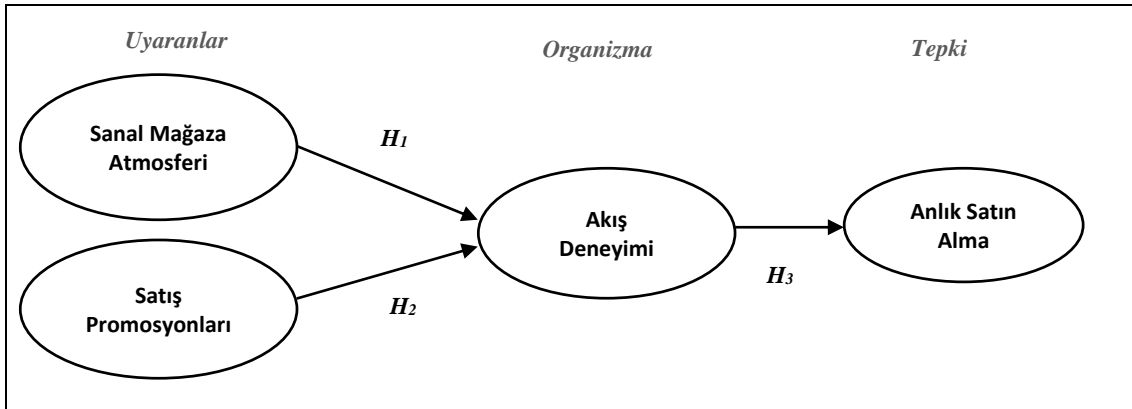 Uyaranlar
Organizma
Tepki
Sanal Mağaza
Atmosferi
H1
Akış
Deneyimi
Anlık Satın
Alma
H3
Satış
Promosyonları
H2